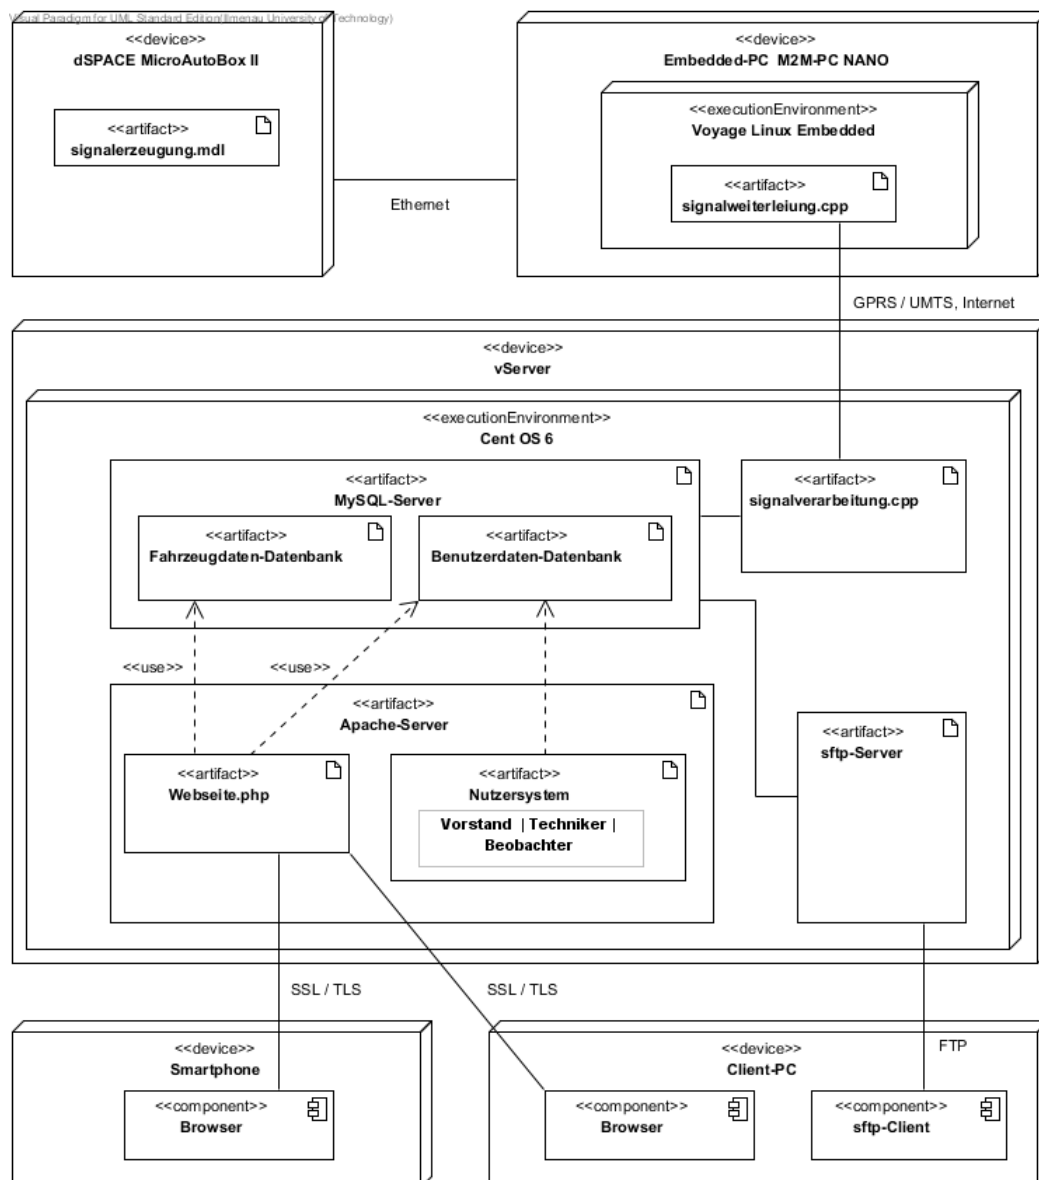 Visual Paradigm for UML Standard Edition(Ilmenau University of Technology)
<<device>>
dSPACE MicroAutoBox II
<<artifact>>
signalerzeugung.mdl
Ethernet
<<device>>
Embedded-PC M2M-PC NANO
<<executionEnvironment>>
Voyage Linux Embedded
<<artifact>>
signalweiterleiung.cpp
GPRS / UMTS, Internet
<<device>>
vServer
<<executionEnvironment>>
Cent OS 6
<<artifact>>
MySQL-Server
<<artifact>>
Fahrzeugdaten-Datenbank
<<artifact>>
Benutzerdaten-Datenbank
<<artifact>>
signalverarbeitung.cpp
<<use>>
<<use>>
<<artifact>>
Apache-Server
<<artifact>>
Webseite.php
<<artifact>>
Nutzersystem
Vorstand | Techniker |
Beobachter
<<artifact>>
sftp-Server
SSL / TLS
SSL / TLS
FTP
<<device>>
Smartphone
<<component>>
Browser
<<device>>
Client-PC
<<component>>
Browser
<<component>>
sftp-Client